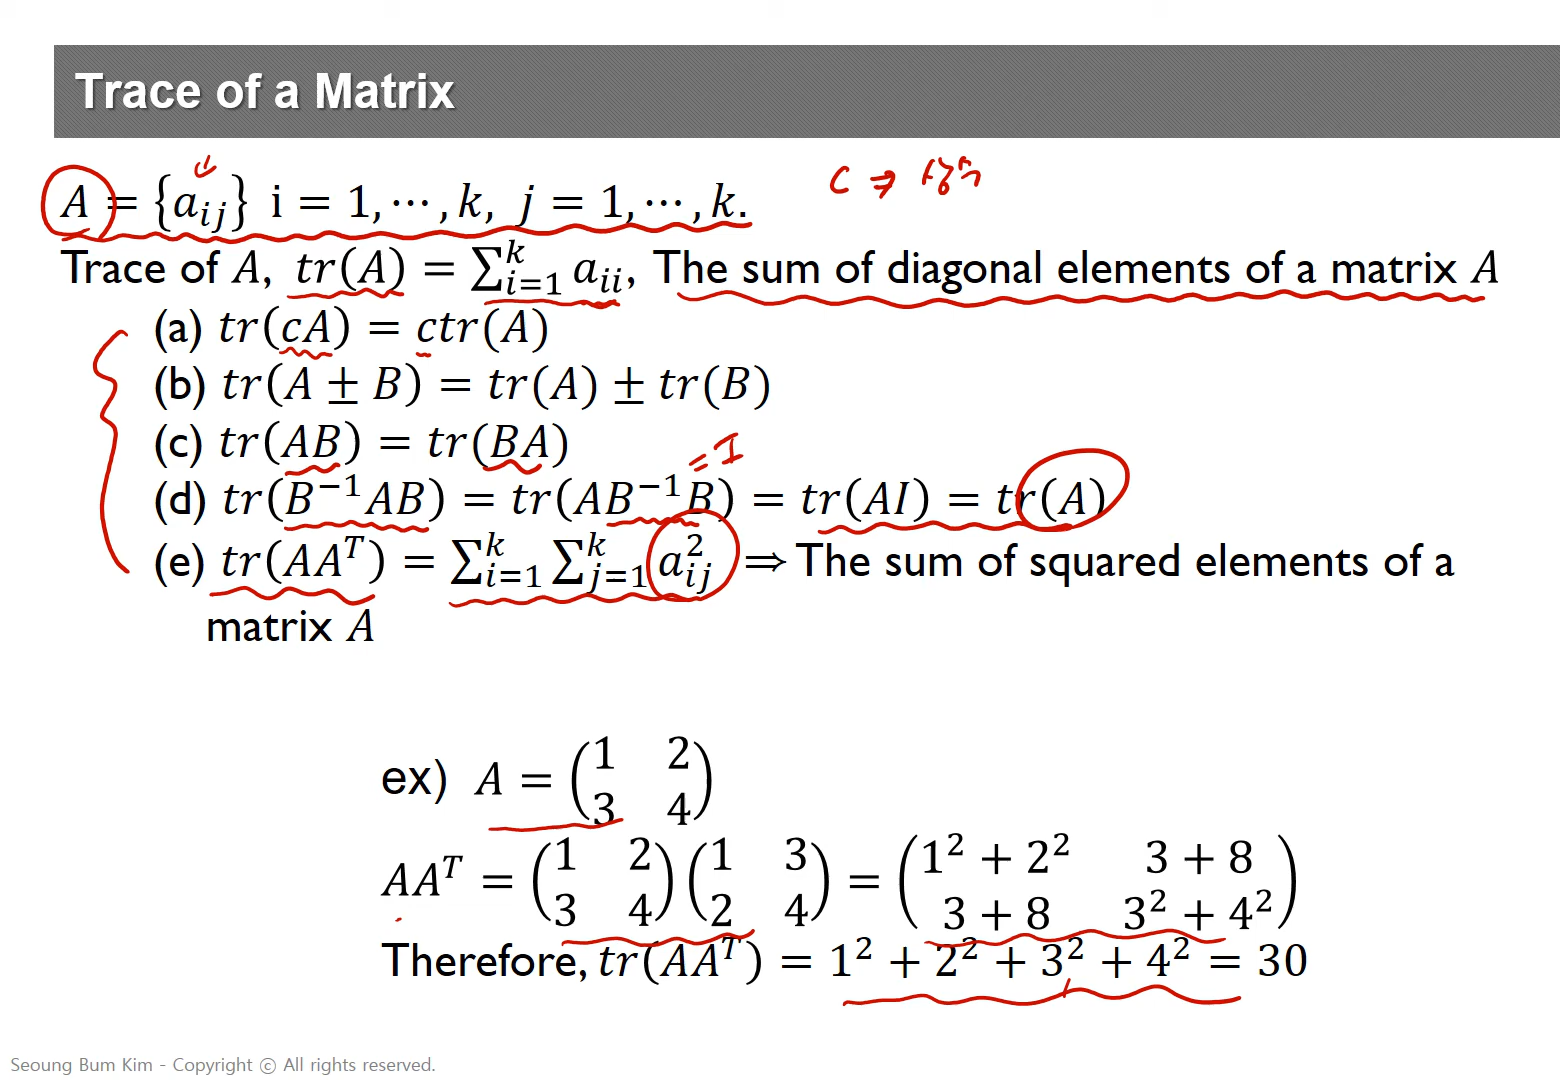 Trace of a Matrix
A = {a_ij} i = 1,⋯,k, j = 1,⋯,k. c ⇒ 상수
Trace of A, tr(A) = ∑_{i=1}^{k} a_ii, The sum of diagonal elements of a matrix A
(a) tr(cA) = ctr(A)
(b) tr(A ± B) = tr(A) ± tr(B)
(c) tr(AB) = tr(BA)
= I
(d) tr(B⁻¹AB) = tr(AB⁻¹B) = tr(AI) = tr(A)
(e) tr(AAᵀ) = ∑_{i=1}^{k} ∑_{j=1}^{k} a_ij² ⇒ The sum of squared elements of a
matrix A
ex) A = (1 2
3 4)
AAᵀ = (1 2 (1 3 = (1² + 2² 3 + 8
3 4) 2 4) 3 + 8 3² + 4²)
Therefore, tr(AAᵀ) = 1² + 2² + 3² + 4² = 30
Seoung Bum Kim - Copyright ⓒ All rights reserved.